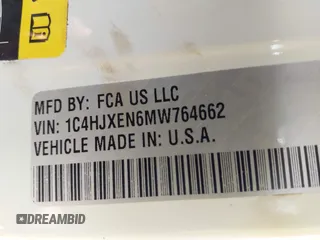 MFD BY: FCA US LLC
VIN: 1C4HJXEN6MW764662
VEHICLE MADE IN: U.S.A.
DREAMBID